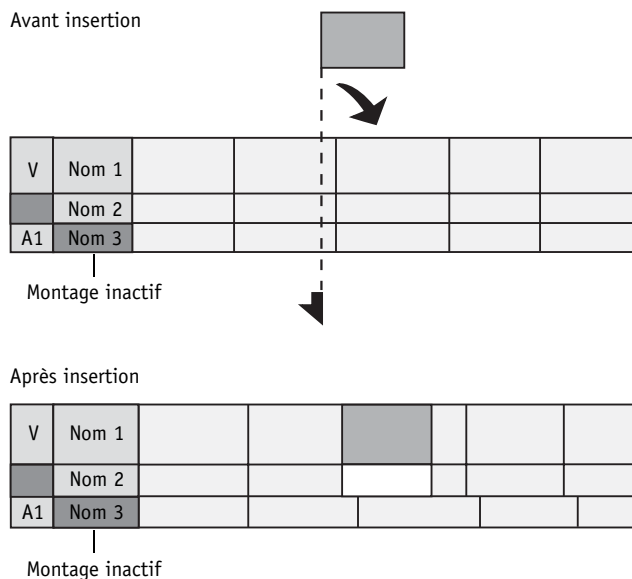 Avant insertion
V Nom 1
Nom 2
A1 Nom 3
Montage inactif
Après insertion
V Nom 1
Nom 2
A1 Nom 3
Montage inactif